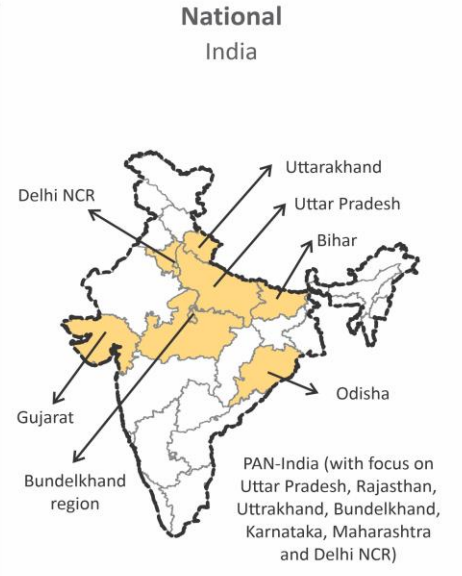 National
India
Uttarakhand
Delhi NCR
Uttar Pradesh
Bihar
Odisha
Gujarat
Bundelkhand
region
PAN-India (with focus on
Uttar Pradesh, Rajasthan,
Uttrakhand, Bundelkhand,
Karnataka, Maharashtra
and Delhi NCR)